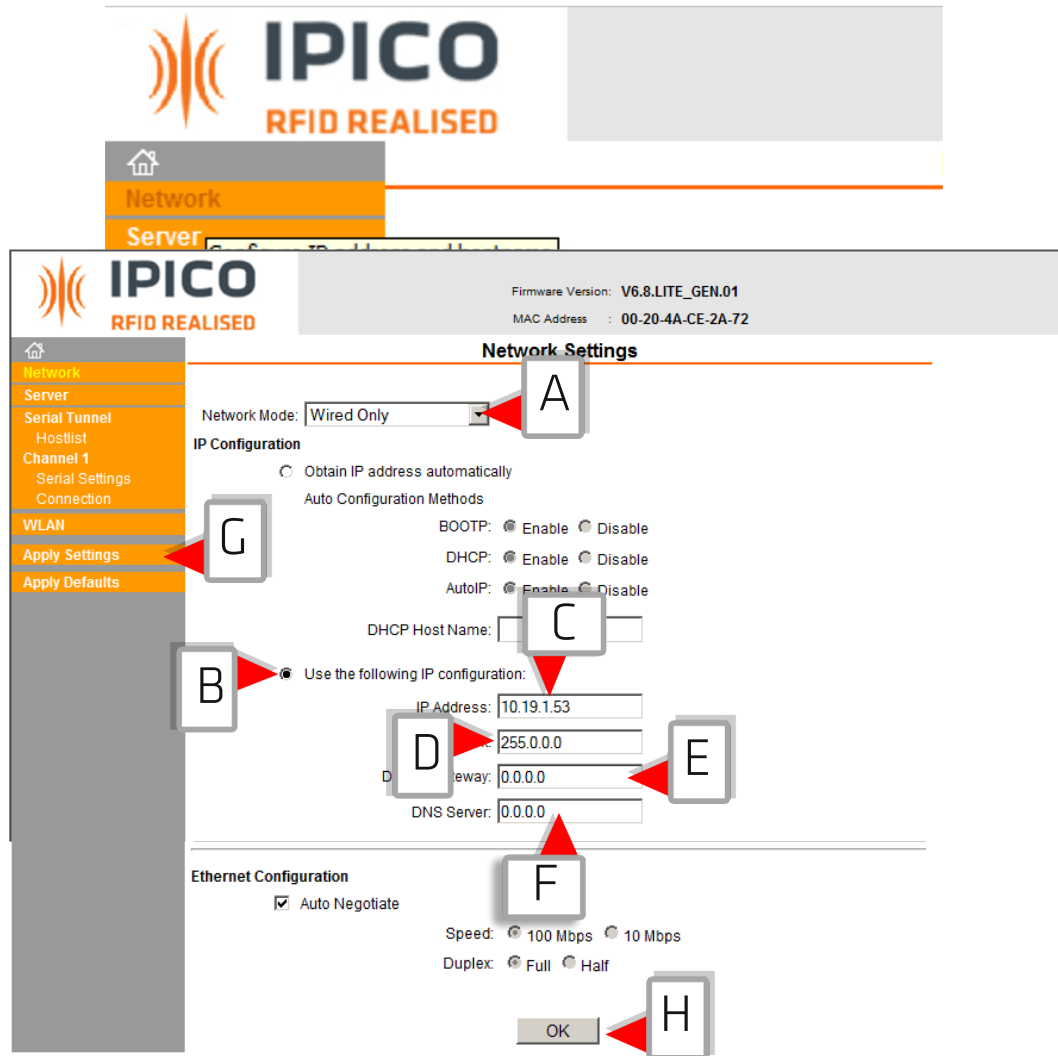 IPICO
RFID REALISED
Network
Server
IPICO
RFID REALISED
Firmware Version: V6.8.LITE_GEN.01
MAC Address : 00-20-4A-CE-2A-72
Network Settings
Network
Server
Serial Tunnel
Hostlist
Channel 1
Serial Settings
Connection
WLAN
Apply Settings
Apply Defaults
Network Mode: Wired Only
A
IP Configuration
Obtain IP address automatically
Auto Configuration Methods
BOOTP: Enable Disable
DHCP: Enable Disable
AutoIP: Enable Disable
G
DHCP Host Name:
C
B
Use the following IP configuration:
IP Address: 10.19.1.53
D
255.0.0.0
E
0.0.0.0
DNS Server: 0.0.0.0
F
Ethernet Configuration
Auto Negotiate
Speed: 100 Mbps 10 Mbps
Duplex: Full Half
OK
H